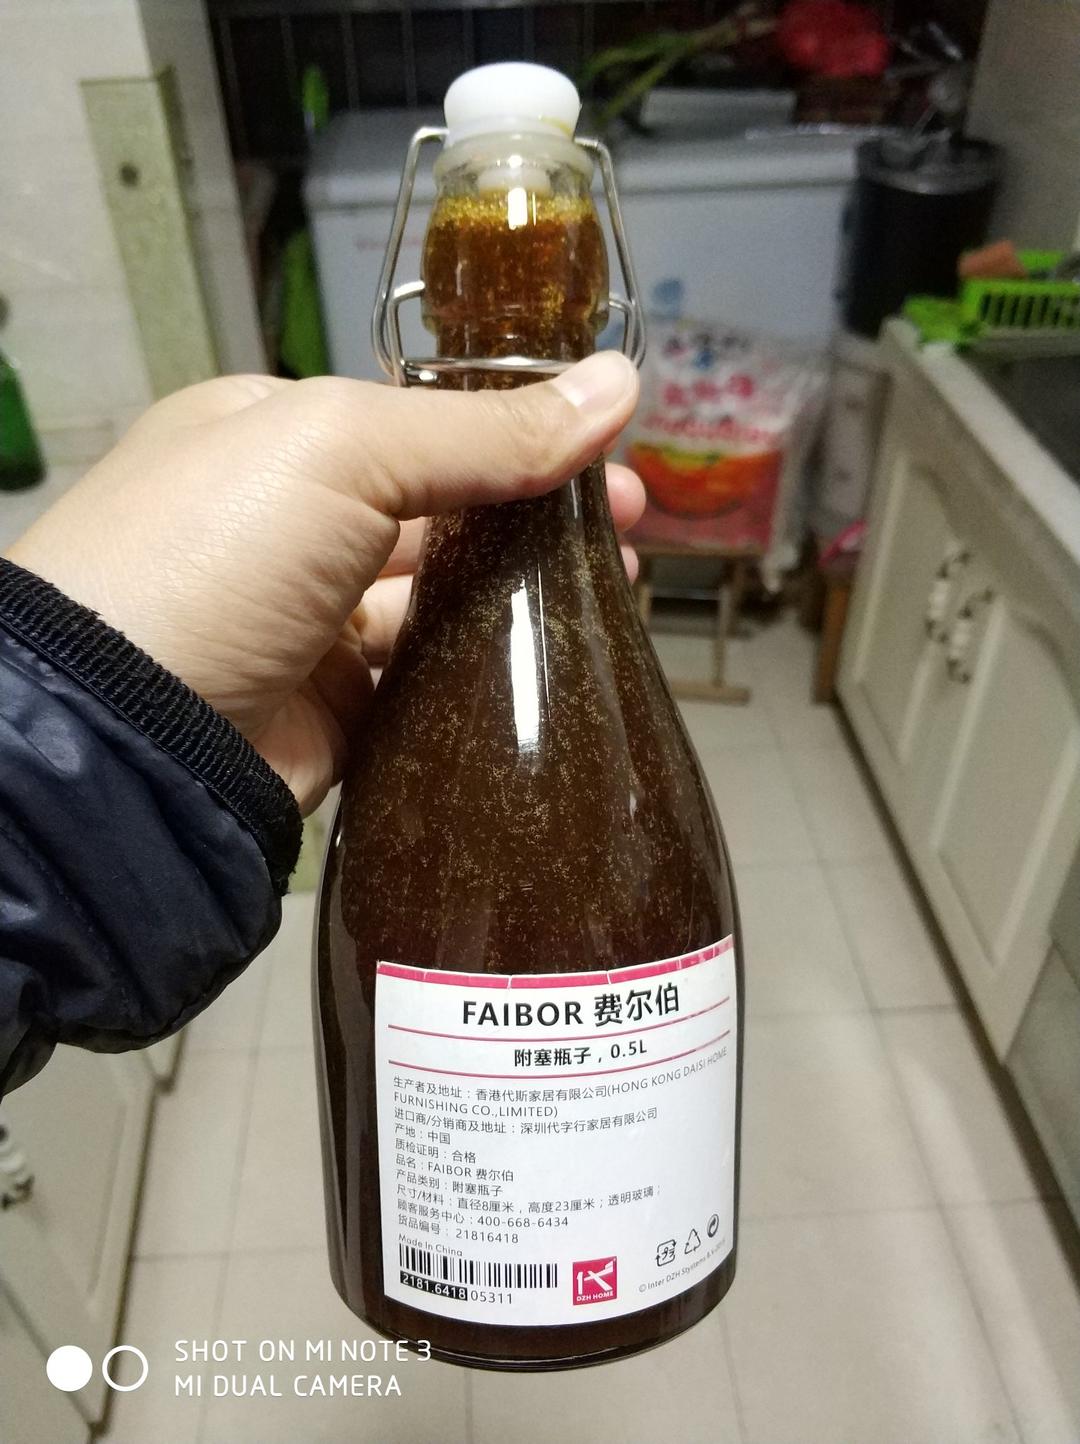 FAIBOR 费尔伯
附塞瓶子，0.5L
生产者及地址：香港代斯家居有限公司(HONG KONG DAISI HOME
FURNISHING CO.,LIMITED)
进口商/分销商及地址：深圳代字行家居有限公司
产地：中国
质检证明：合格
品名：FAIBOR 费尔伯
产品类别：附塞瓶子
尺寸/材料：直径8厘米，高度23厘米；透明玻璃；
顾客服务中心：400-668-6434
货品编号：21816418
Made In China
2181.6418 05311
DZH HOME
© Inter DZH Systems B.V.
SHOT ON MI NOTE 3
MI DUAL CAMERA